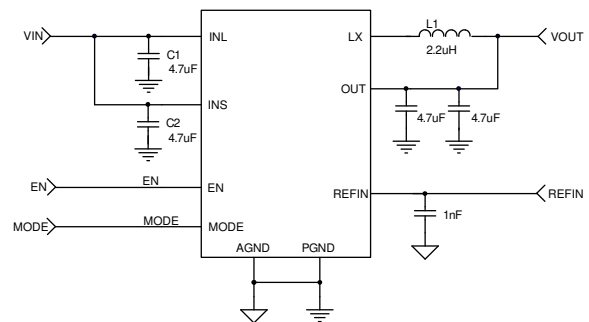 VIN
INL
C1
4.7uF
INS
C2
4.7uF
EN
EN
EN
MODE
MODE
MODE
AGND
PGND
LX
L1
2.2uH
VOUT
OUT
4.7uF
4.7uF
REFIN
REFIN
1nF